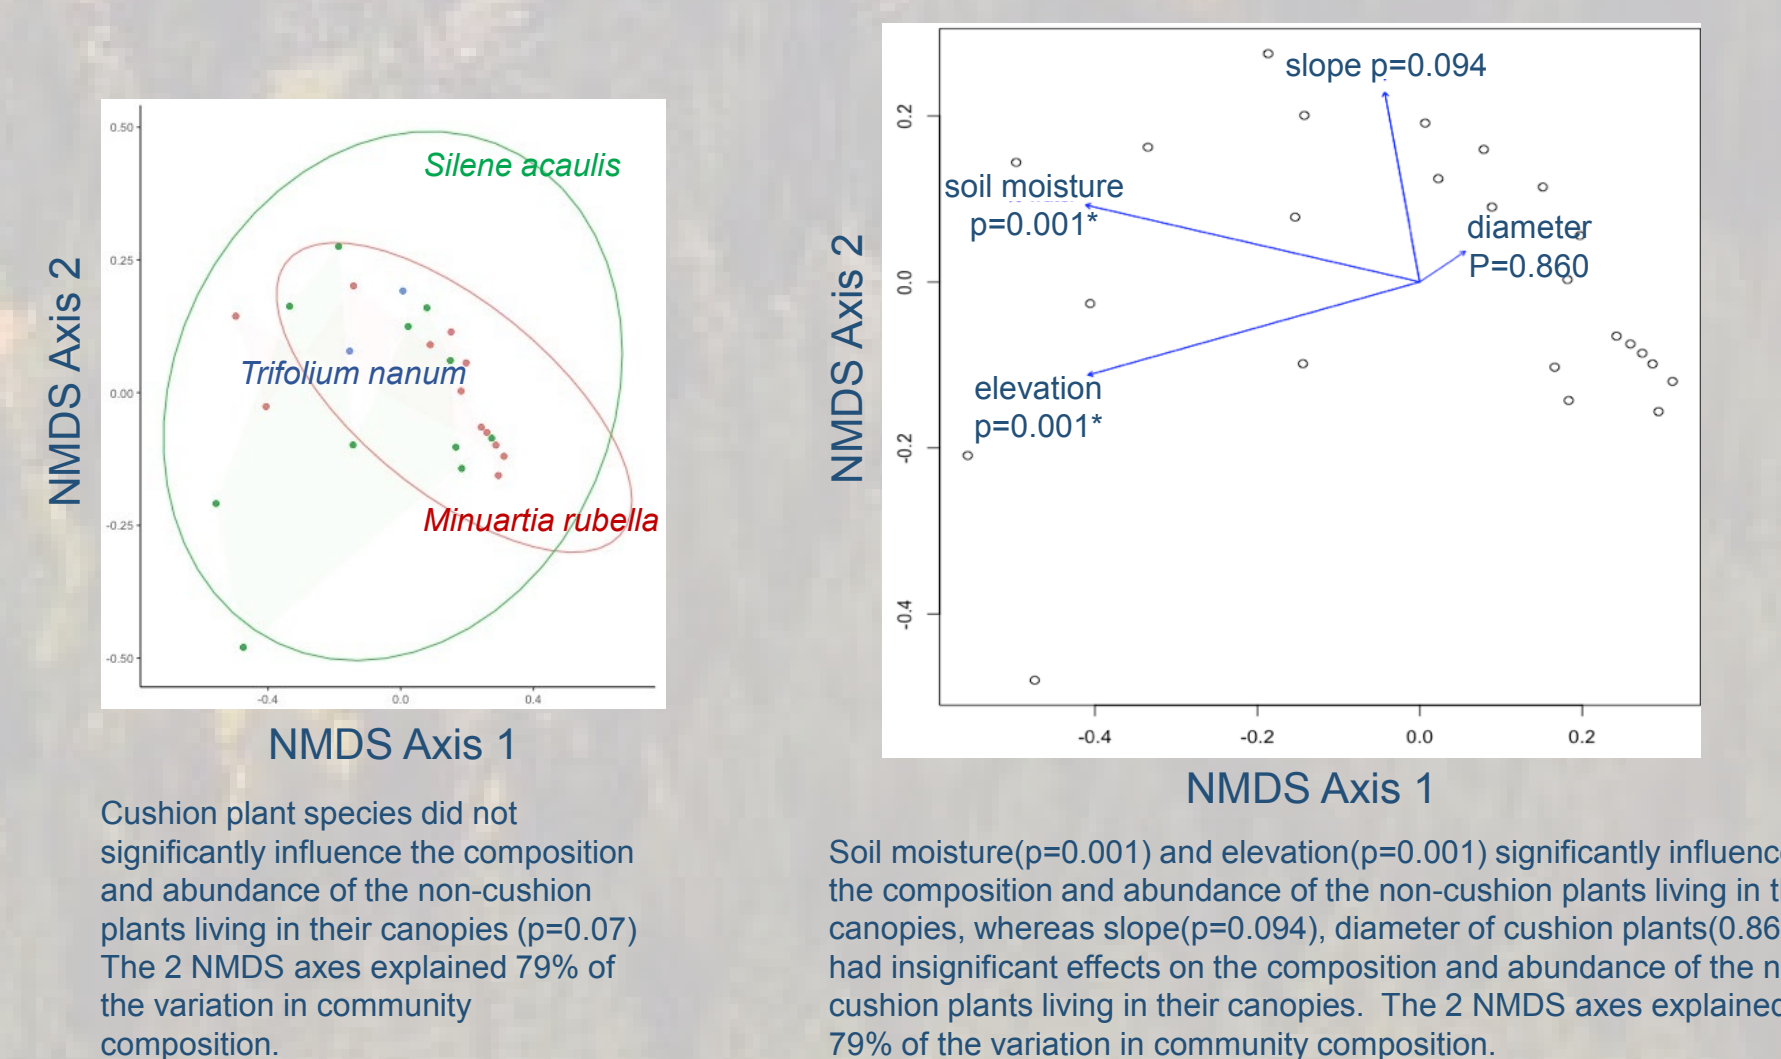 0.50
0.25
0.00
-0.25
-0.50
-0.4
0.0
0.4
Silene acaulis
Trifolium nanum
Minuartia rubella
NMDS Axis 2
NMDS Axis 1
Cushion plant species did not
significantly influence the composition
and abundance of the non-cushion
plants living in their canopies (p=0.07)
The 2 NMDS axes explained 79% of
the variation in community
composition.
0.2
0.0
-0.2
-0.4
-0.4
-0.2
0.0
0.2
slope p=0.094
soil moisture
p=0.001*
diameter
P=0.860
elevation
p=0.001*
NMDS Axis 2
NMDS Axis 1
Soil moisture(p=0.001) and elevation(p=0.001) significantly influence
the composition and abundance of the non-cushion plants living in
canopies, whereas slope(p=0.094), diameter of cushion plants(0.86
had insignificant effects on the composition and abundance of the
cushion plants living in their canopies. The 2 NMDS axes explained
79% of the variation in community composition.